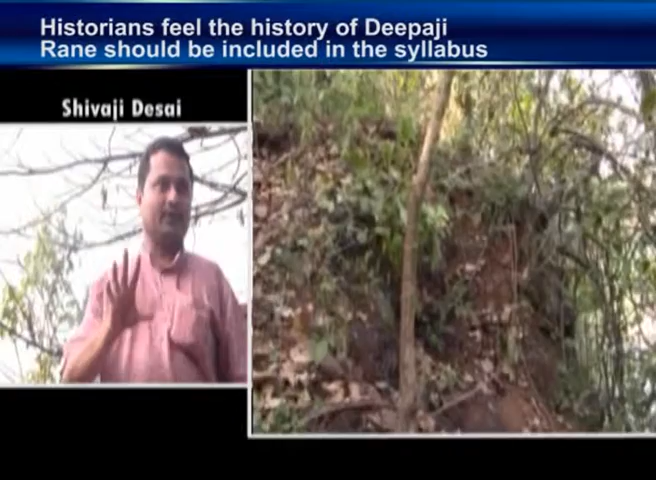 Historians feel the history of Deepaji
Rane should be included in the syllabus
Shivaji Desai